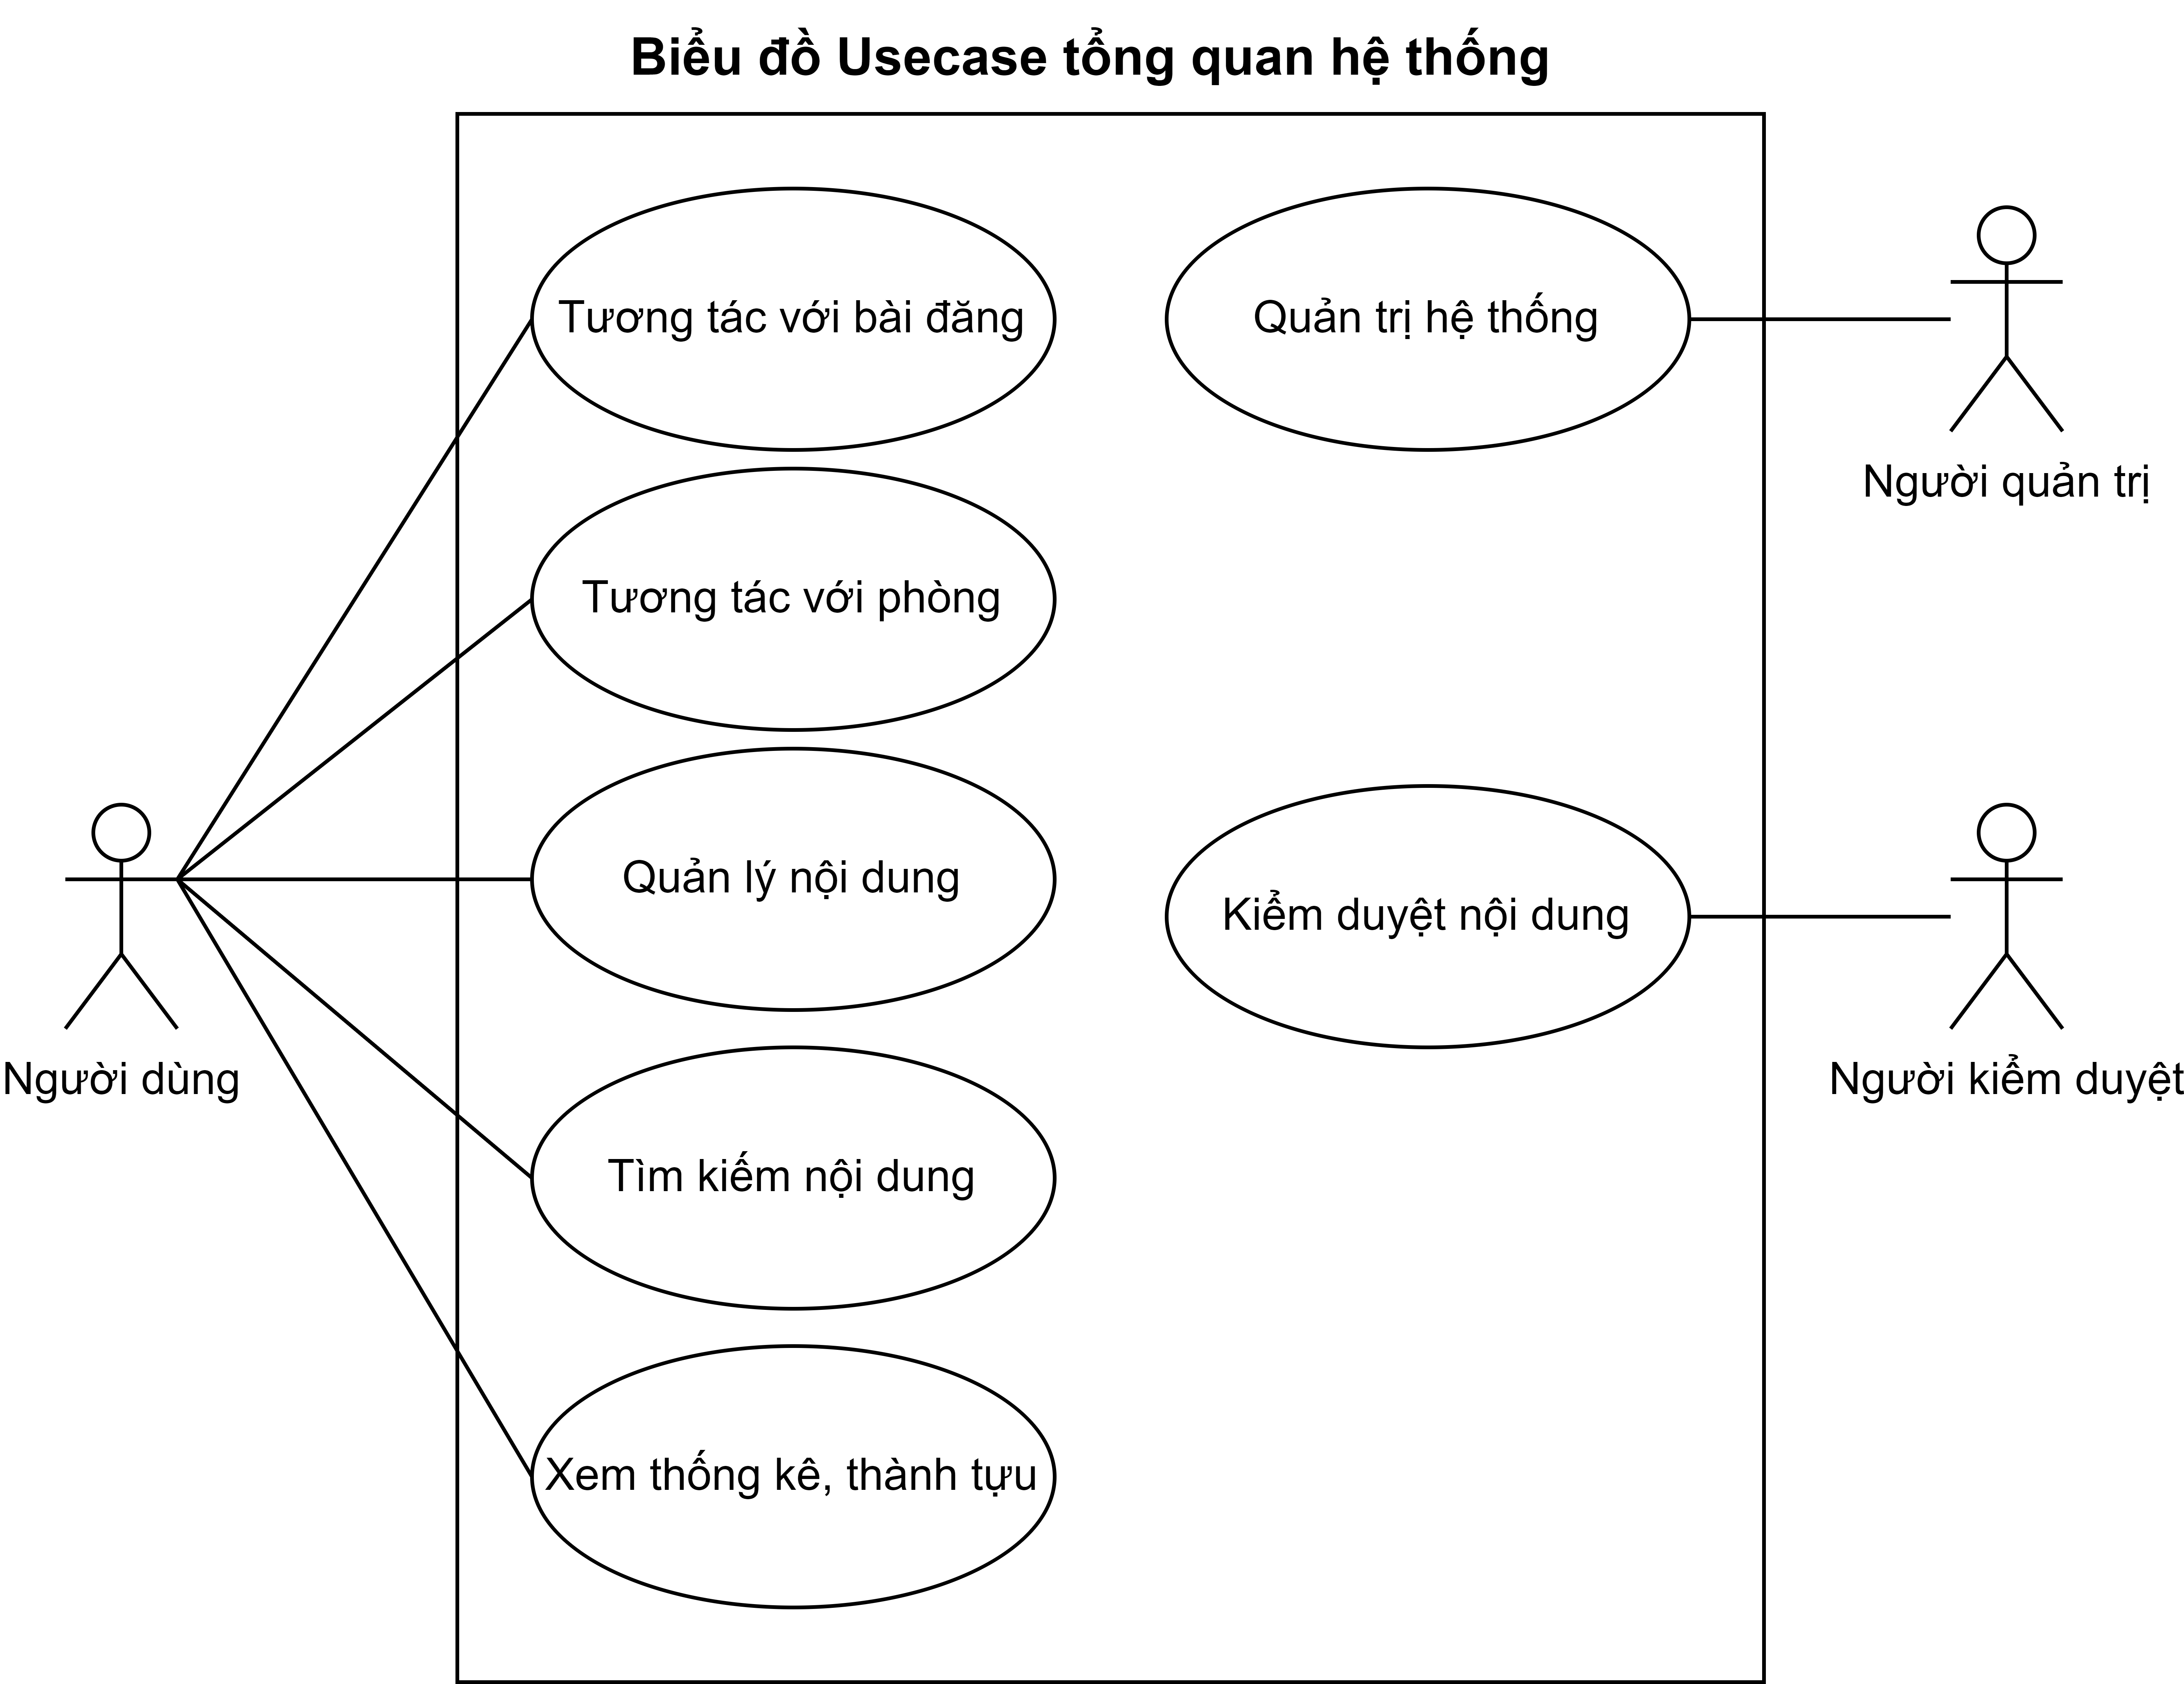 Biểu đồ Usecase tổng quan hệ thống
Tương tác với bài đăng
Quản trị hệ thống
Người quản trị
Tương tác với phòng
Quản lý nội dung
Kiểm duyệt nội dung
Người dùng
Người kiểm duyệt
Tìm kiếm nội dung
Xem thống kê, thành tựu